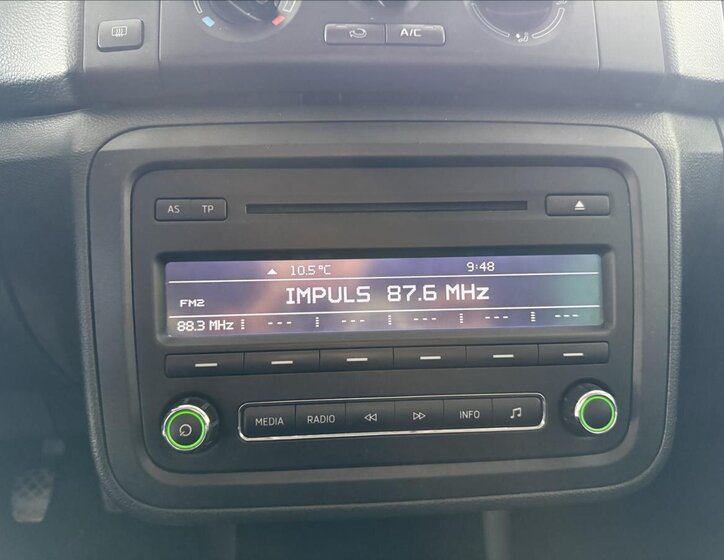 A/C
AS TP
10.5°C 9:48
FM2 IMPULS 87.6 MHz
88.3 MHz --- --- --- --- ---
MEDIA RADIO INFO